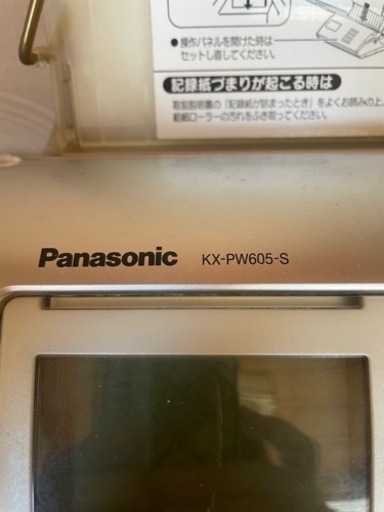 ●操作パネルを開けた時は
セットし直してください。
記録紙づまりが起こる時は
取扱説明書の「記録紙が詰まったとき」をよくお読みの上、
給紙ローラーの汚れをふき取ってください。
Panasonic KX-PW605-S